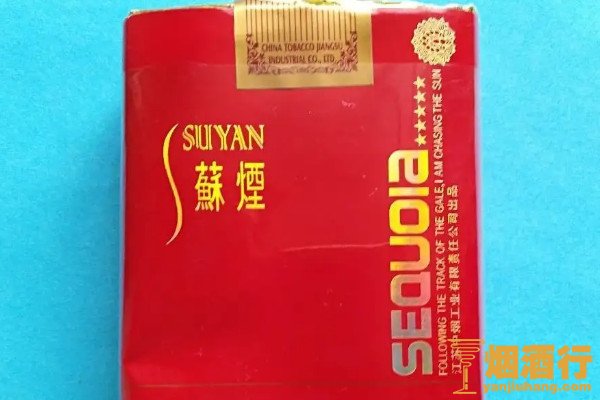 CHINA TOBACCO JIANGSU
INDUSTRIAL CO., LTD
SUYAN
蘇煙
SEQUOIA
★★★★★
FOLLOWING THE TRACK OF THE GALE,I AM CHASING THE SUN
江苏中烟工业有限责任公司出品
烟酒行
yanjiuhang.com